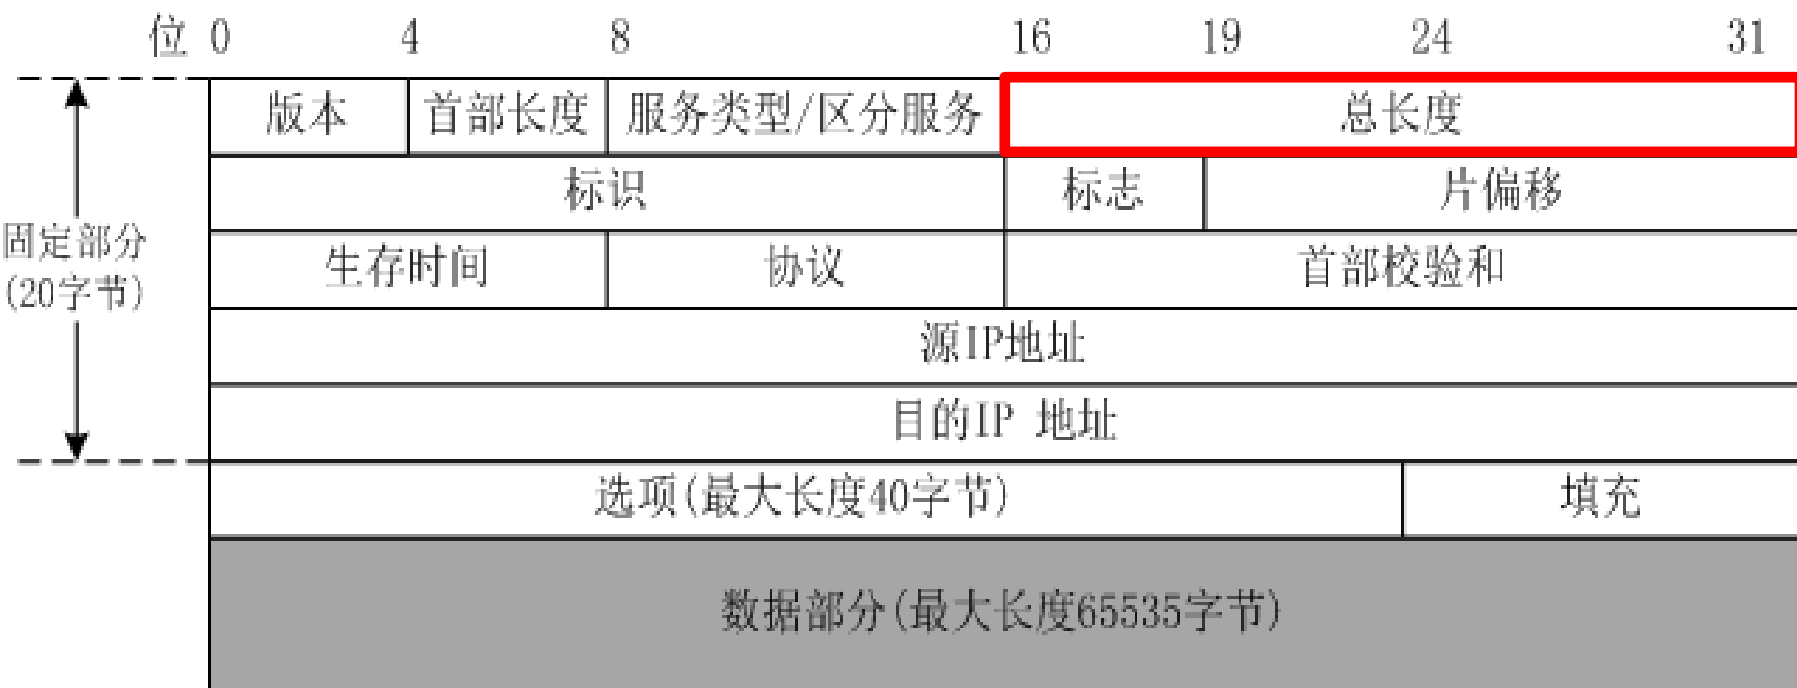 位 0 4 8 16 19 24 31
版本 首部长度 服务类型/区分服务 总长度
标识 标志 片偏移
固定部分
(20字节)
生存时间 协议 首部校验和
源IP地址
目的IP 地址
选项(最大长度40字节) 填充
数据部分(最大长度65535字节)